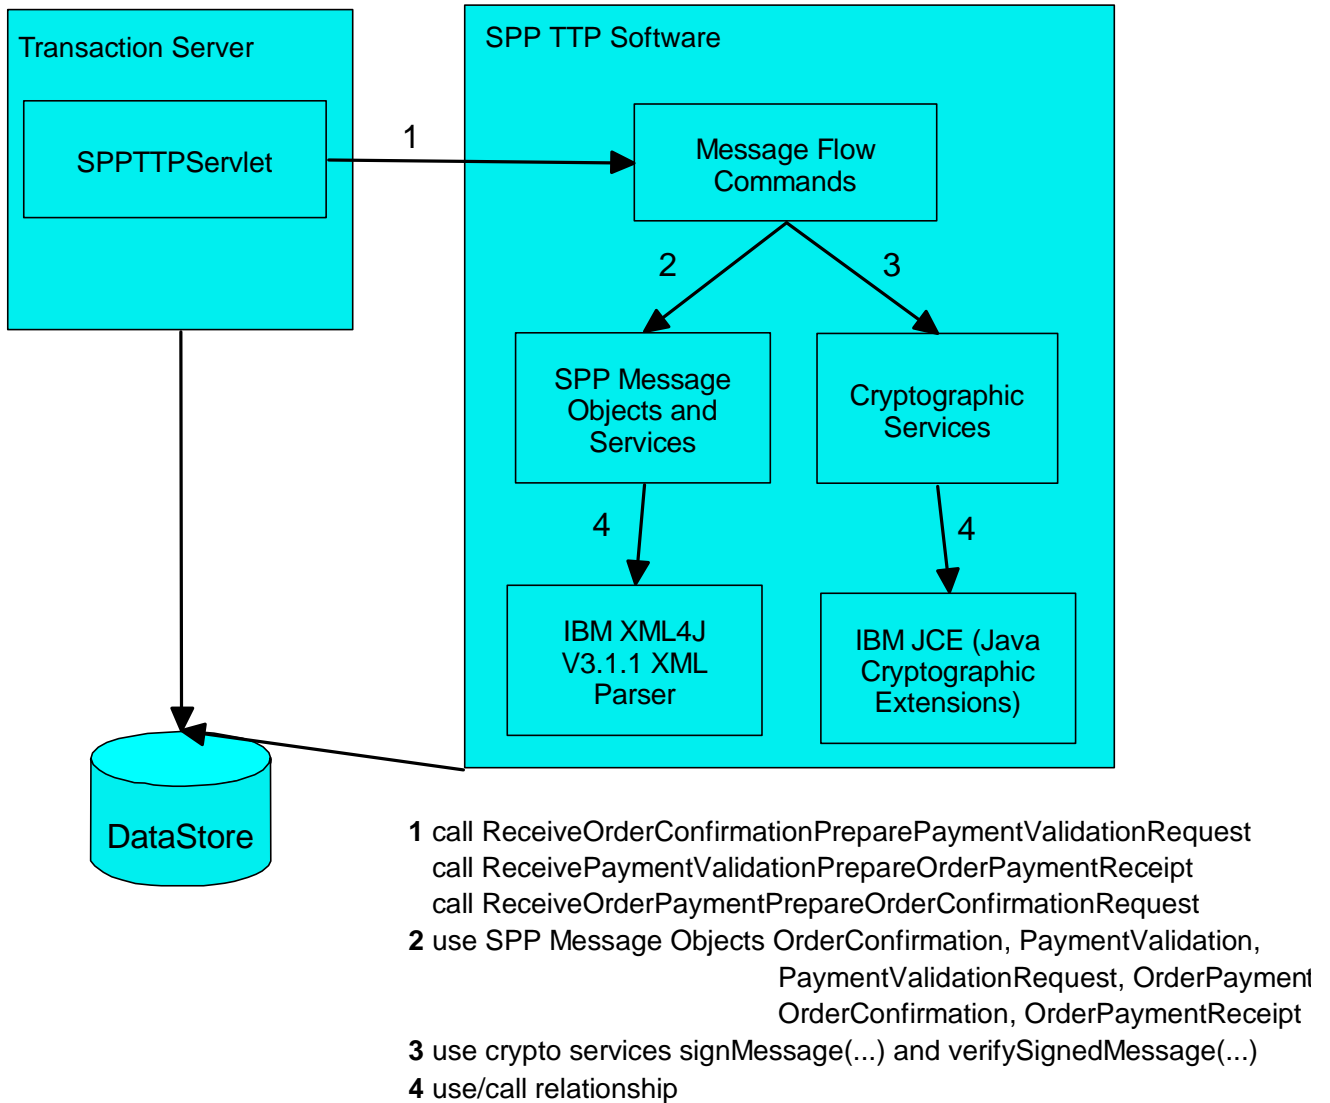 Transaction Server
SPPTTPServlet
1
SPP TTP Software
Message Flow
Commands
2
3
SPP Message
Objects and
Services
Cryptographic
Services
4
4
IBM XML4J
V3.1.1 XML
Parser
IBM JCE (Java
Cryptographic
Extensions)
DataStore
1 call ReceiveOrderConfirmationPreparePaymentValidationRequest
call ReceivePaymentValidationPrepareOrderPaymentReceipt
call ReceiveOrderPaymentPrepareOrderConfirmationRequest
2 use SPP Message Objects OrderConfirmation, PaymentValidation,
PaymentValidationRequest, OrderPayment
OrderConfirmation, OrderPaymentReceipt
3 use crypto services signMessage(...) and verifySignedMessage(...)
4 use/call relationship